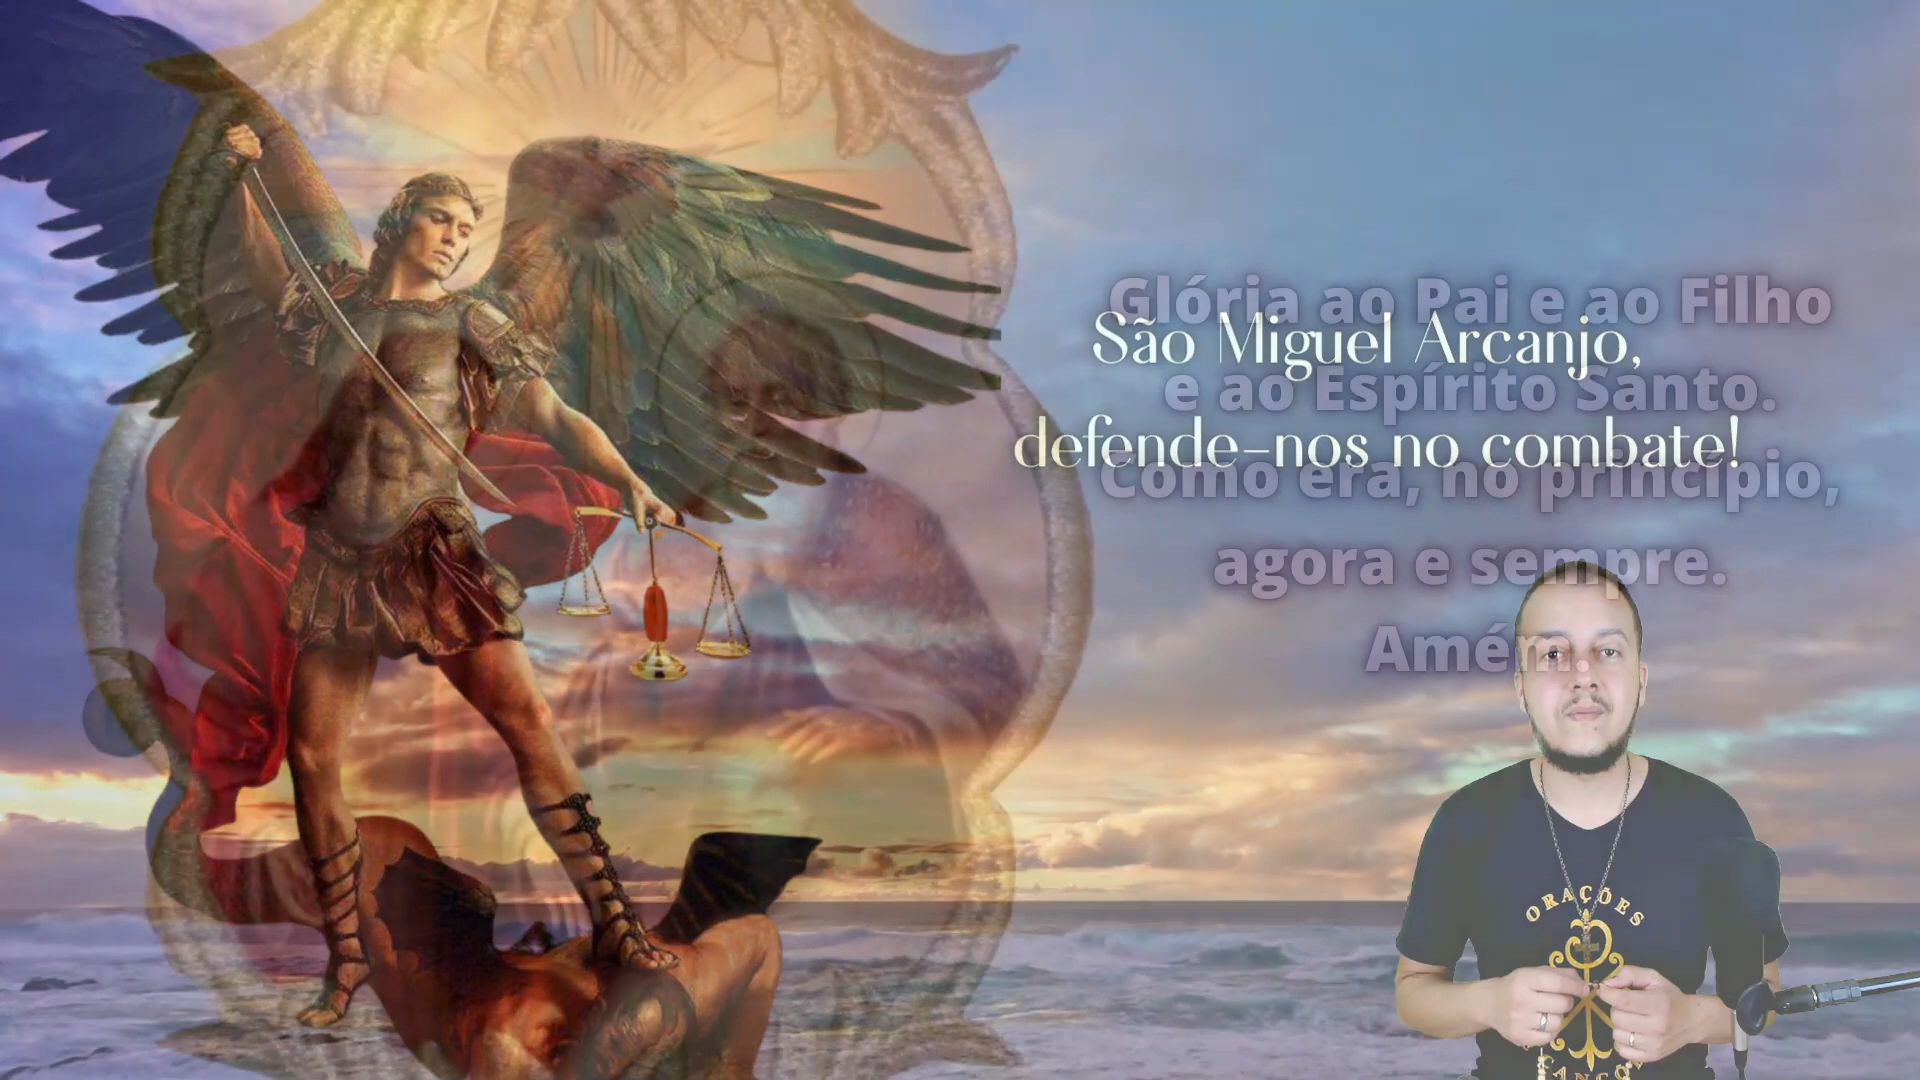 Glória ao Pai e ao Filho
São Miguel Arcanjo,
e ao Espírito Santo.
defende-nos no combate!
Como era, no princípio,
agora e sempre.
Amém.
ORAÇÕES